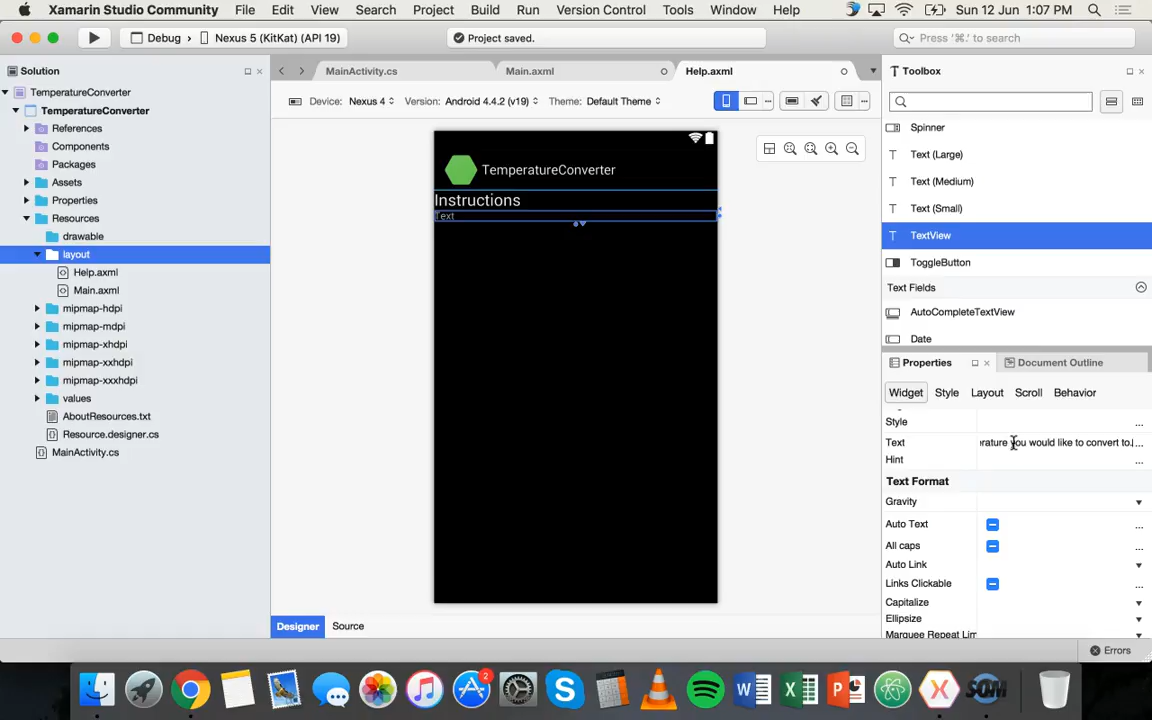 Xamarin Studio Community File Edit View Search Project Build Run Version Control Tools Window Help Sun 12 Jun 1:07 PM
Debug Nexus 5 (KitKat) (API 19) Project saved. Press '⌘.' to search
Solution MainActivity.cs Main.axml Help.axml Toolbox
TemperatureConverter
TemperatureConverter
References
Components
Packages
Assets
Properties
Resources
drawable
layout
Help.axml
Main.axml
mipmap-hdpi
mipmap-mdpi
mipmap-xhdpi
mipmap-xxhdpi
mipmap-xxxhdpi
values
AboutResources.txt
Resource.designer.cs
MainActivity.cs
Device: Nexus 4 Version: Android 4.4.2 (v19) Theme: Default Theme
TemperatureConverter
Instructions
Text
Designer Source
Spinner
Text (Large)
Text (Medium)
Text (Small)
TextView
ToggleButton
Text Fields
AutoCompleteTextView
Date
Properties Document Outline
Widget Style Layout Scroll Behavior
Style ...
Text erature you would like to convert to. ...
Hint ...
Text Format
Gravity
Auto Text ...
All caps ...
Auto Link
Links Clickable
Capitalize
Ellipsize
Marquee Repeat Lim
Errors
2